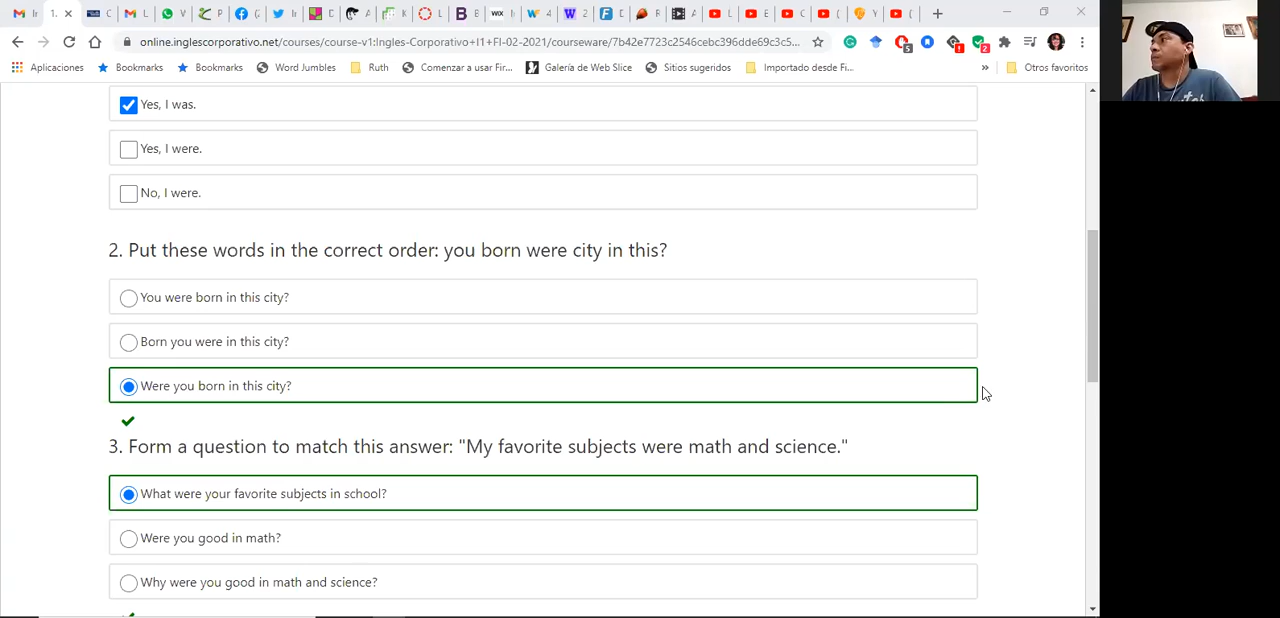 Ir
1.
C
L
V
P
(
Ir
D
A
K
L
B
I
4
2
D
R
A
L
E
C
(
Y
(
online.inglescorporativo.net/courses/course-v1:Ingles-Corporativo+I1+FI-02-2021/courseware/7b42e7723c2546cebc396dde69c3c5...
Aplicaciones Bookmarks Bookmarks Word Jumbles Ruth Comenzar a usar Fir... Galería de Web Slice Sitios sugeridos Importado desde Fi... » Otros favoritos
Yes, I was.
Yes, I were.
No, I were.
2. Put these words in the correct order: you born were city in this?
You were born in this city?
Born you were in this city?
Were you born in this city?
3. Form a question to match this answer: "My favorite subjects were math and science."
What were your favorite subjects in school?
Were you good in math?
Why were you good in math and science?